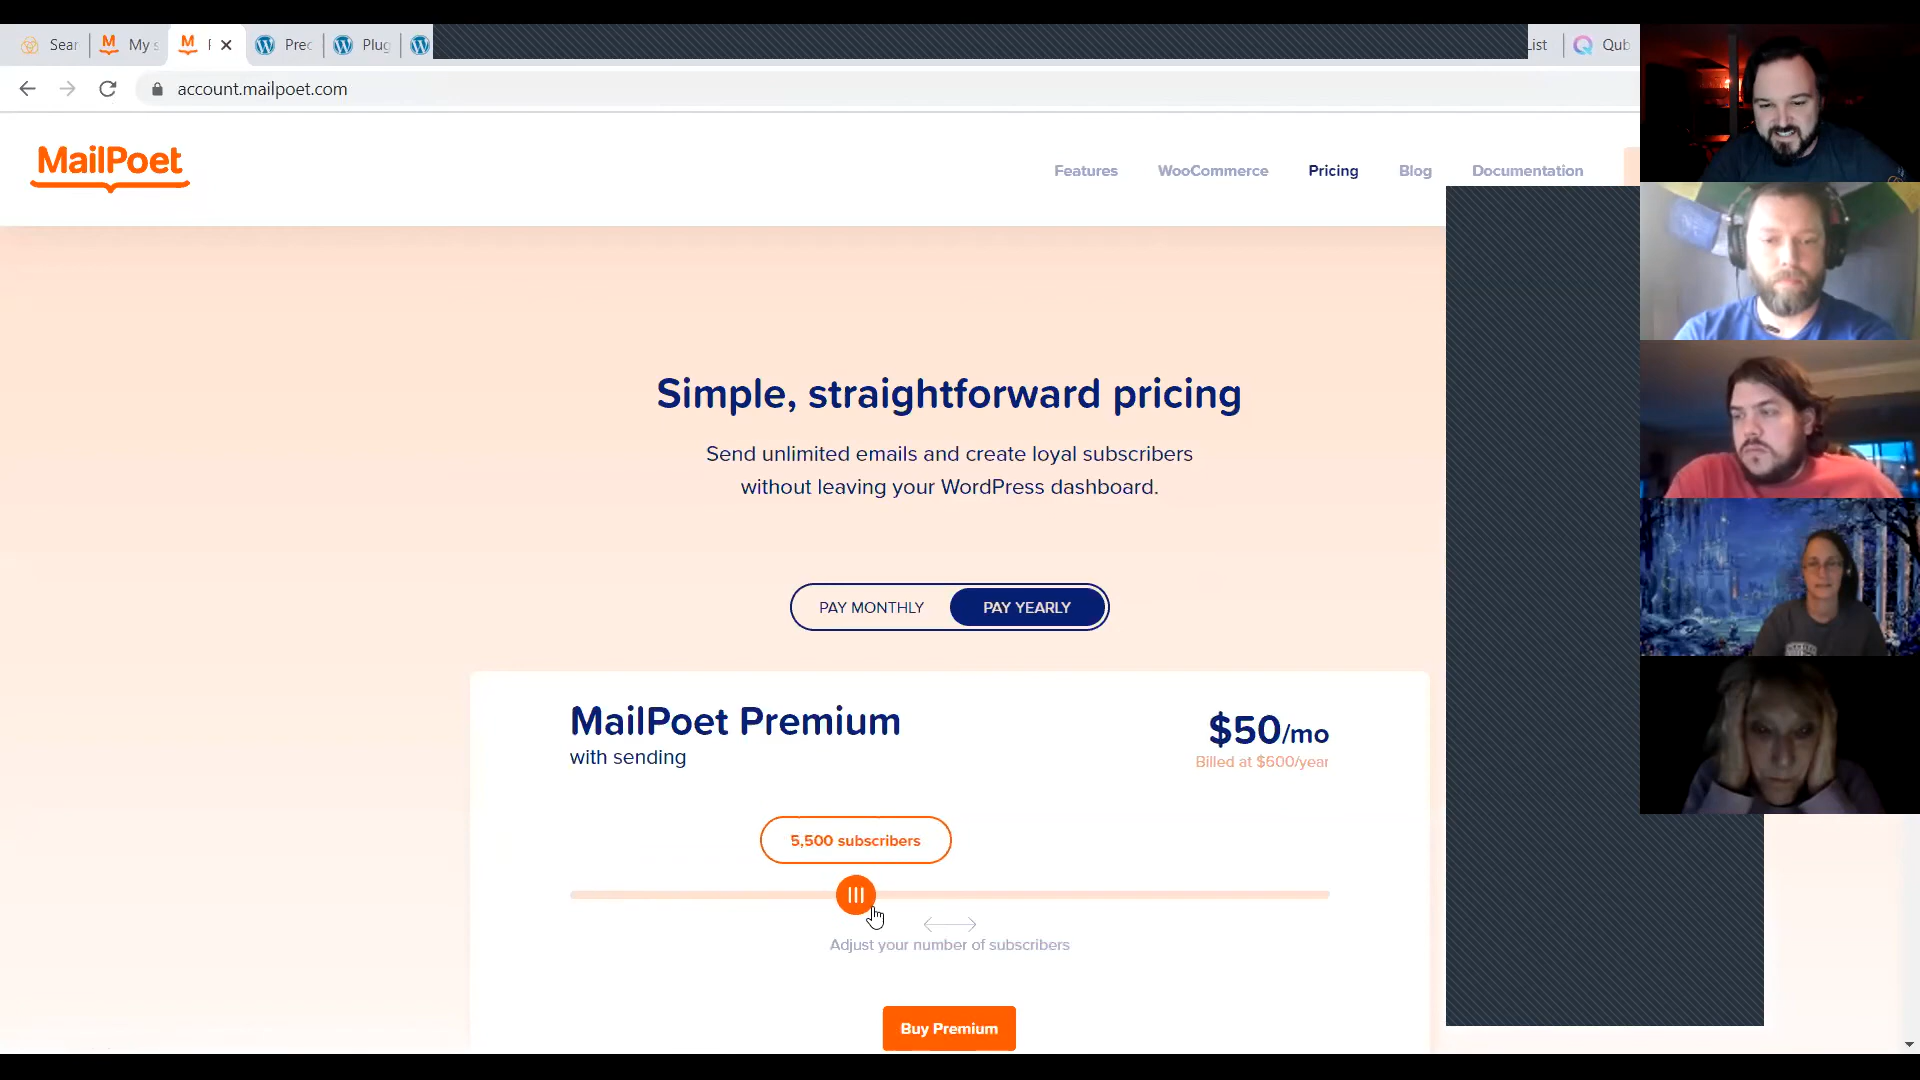 Sear
My s
Prec
Plug
List
Qub
account.mailpoet.com
MailPoet
Features
WooCommerce
Pricing
Blog
Documentation
Simple, straightforward pricing
Send unlimited emails and create loyal subscribers
without leaving your WordPress dashboard.
PAY MONTHLY
PAY YEARLY
MailPoet Premium
$50/mo
with sending
Billed at $600/year
5,500 subscribers
Adjust your number of subscribers
Buy Premium